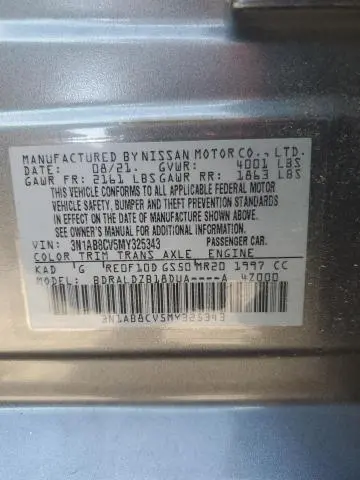 MANUFACTURED BY NISSAN MOTOR CO., LTD.
DATE: 08/21. GVWR: 4001 LBS
GAWR FR: 2161 LBS GAWR RR: 1863 LBS
THIS VEHICLE CONFORMS TO ALL APPLICABLE FEDERAL MOTOR
VEHICLE SAFETY, BUMPER AND THEFT PREVENTION STANDARDS
IN EFFECT ON THE DATE OF MANUFACTURE SHOWN ABOVE.
SEE OWNER'S MANUAL FOR ADDITIONAL INFORMATION.
VIN: 3N1AB8CV5MY325343 PASSENGER CAR.
COLOR TRIM TRANS AXLE ENGINE
KAD G RE0F10D GS50 MR20 1997 CC
MODEL: BDRALDZB18DUA----A 4Z000
3N1AB8CV5MY325343